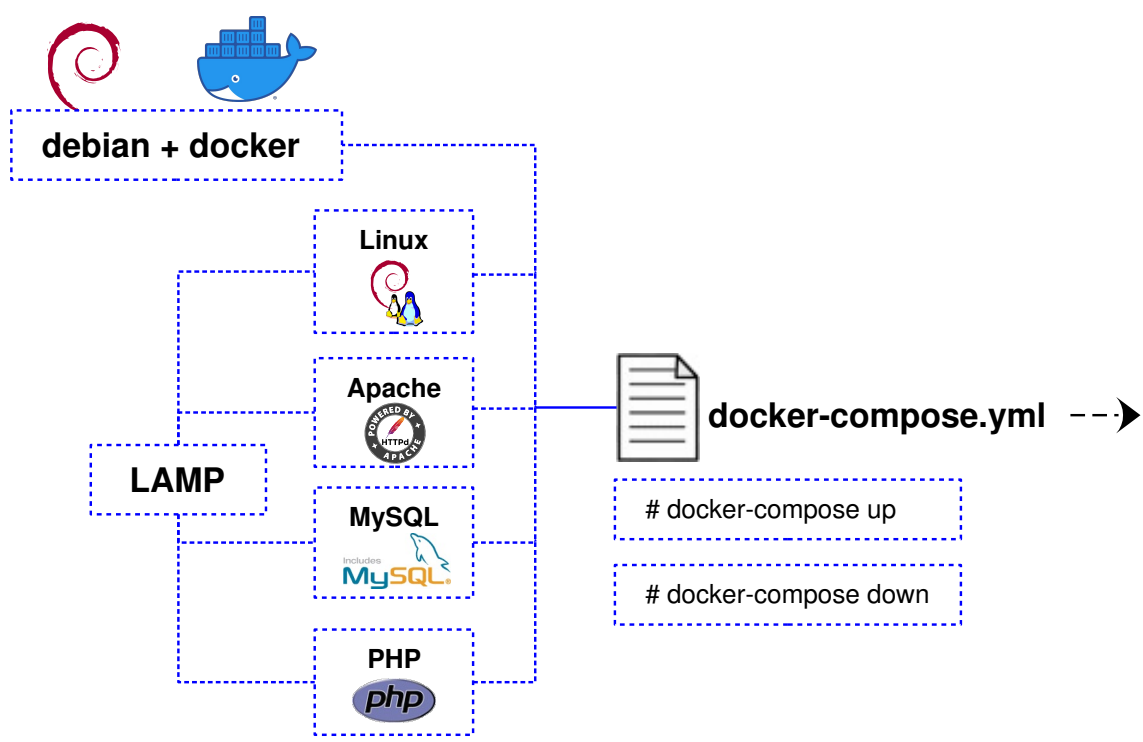 debian + docker
Linux
Apache
POWERED BY
HTTPd
APACHE
LAMP
docker-compose.yml
MySQL
Includes
MySQL®
# docker-compose up
# docker-compose down
PHP
php